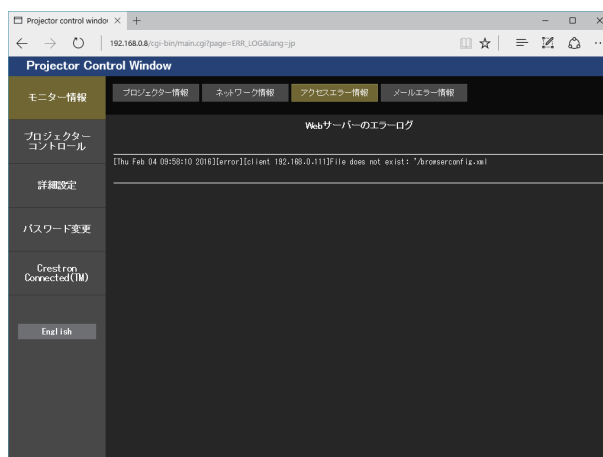 Projector control windo
192.168.0.8/cgi-bin/main.cgi?page=ERR_LOG&lang=jp
Projector Control Window
モニター情報
プロジェクター情報
ネットワーク情報
アクセスエラー情報
メールエラー情報
プロジェクター
コントロール
詳細設定
パスワード変更
Crestron
Connected(TM)
English
Webサーバーのエラーログ
[Thu Feb 04 09:58:10 2016][error][client 192.168.0.111]File does not exist: "/browserconfig.xml